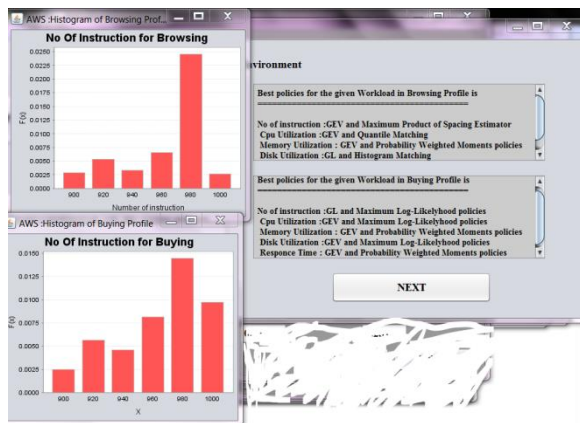 AWS :Histogram of Browsing Prof...
No Of Instruction for Browsing
0.0250
0.0225
0.0200
0.0175
0.0150
0.0125
0.0100
0.0075
0.0050
0.0025
0.0000
F(x)
900 920 940 960 980 1000
Number of instruction
AWS :Histogram of Buying Profile
No Of Instruction for Buying
0.0150
0.0125
0.0100
0.0075
0.0050
0.0025
0.0000
F(x)
900 920 940 960 980 1000
X
vironment
Best policies for the given Workload in Browsing Profile is
==========================================
No of instruction :GEV and Maximum Product of Spacing Estimator
Cpu Utilization :GEV and Quantile Matching
Memory Utilization : GEV and Probability Weighted Moments policies
Disk Utilization :GL and Histogram Matching
Best policies for the given Workload in Buying Profile is
==========================================
No of instruction :GL and Maximum Log-Likelyhood policies
Cpu Utilization :GEV and Maximum Log-Likelyhood policies
Memory Utilization : GEV and Probability Weighted Moments policies
Disk Utilization :GEV and Maximum Log-Likelyhood policies
Responce Time : GEV and Probability Weighted Moments policies
NEXT